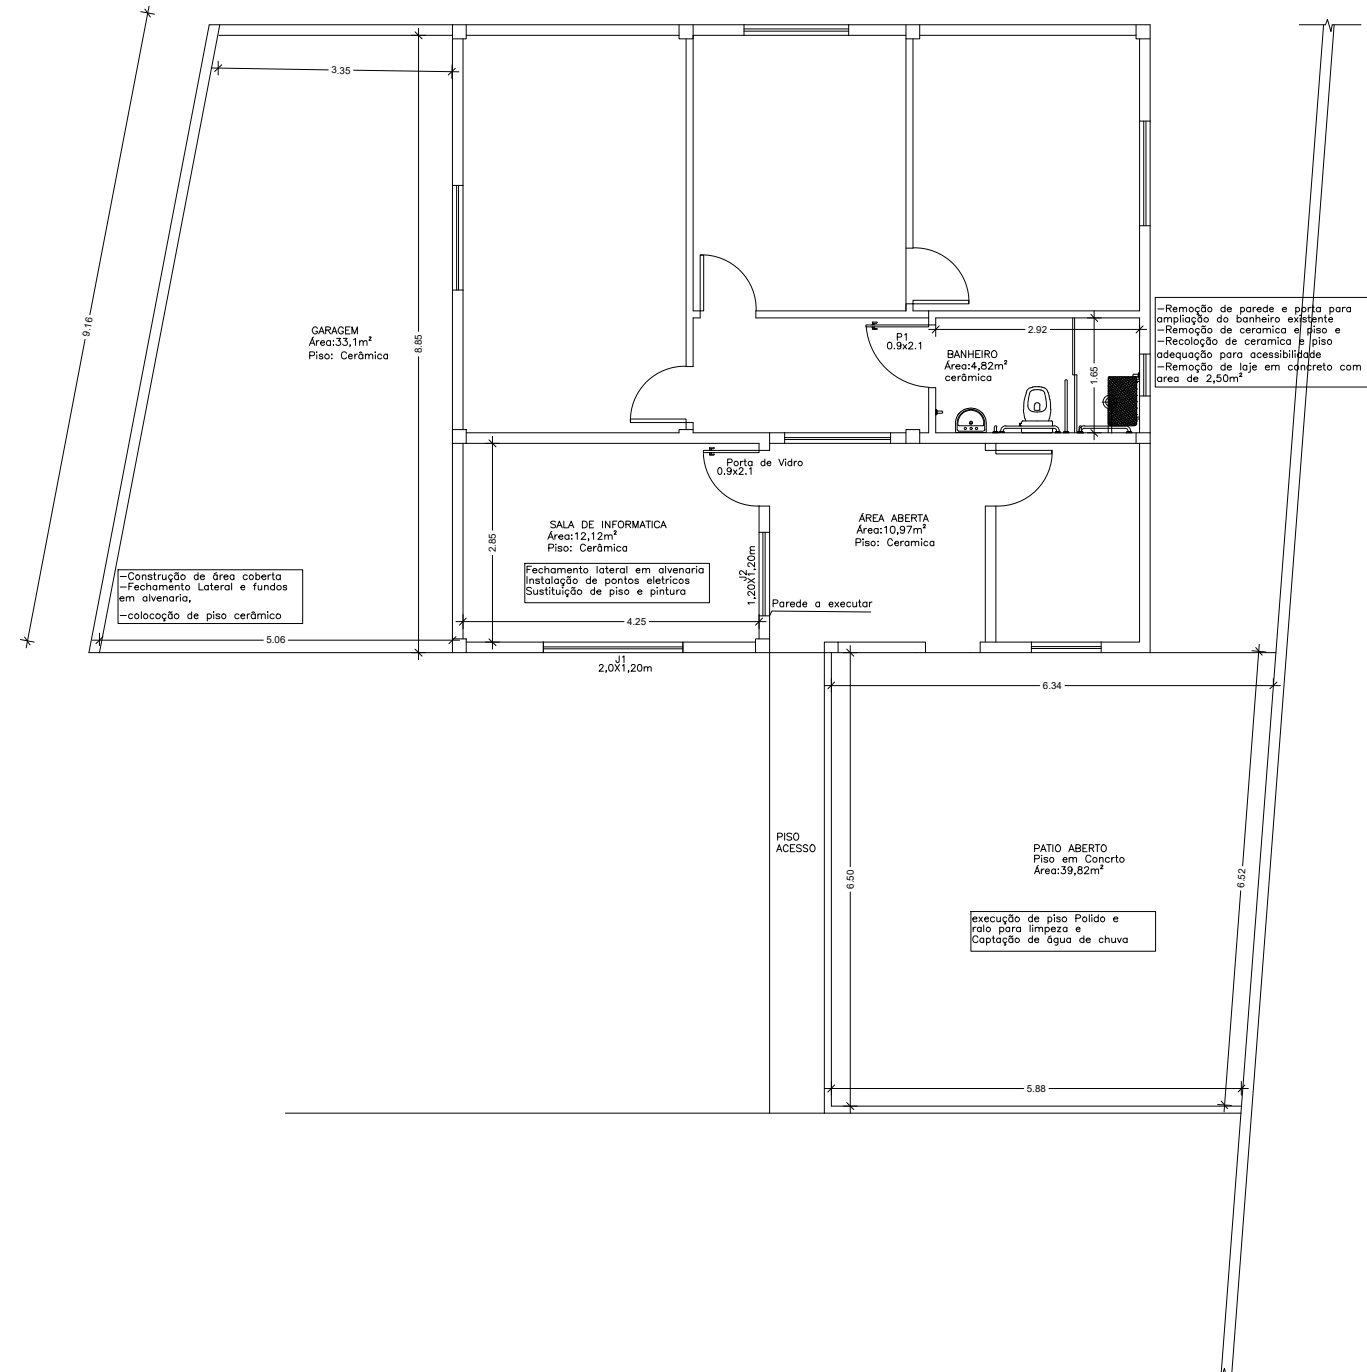 3.35
9.16
8.85
GARAGEM
Área:33,1m²
Piso: Cerâmica
-Construção de área coberta
-Fechamento Lateral e fundos
em alvenaria,
-colocoção de piso cerâmico
5.06
P1
0.9x2.1
2.92
BANHEIRO
Área:4,82m²
cerâmica
1.65
-Remoção de parede e porta para
ampliação do banheiro existente
-Remoção de ceramica e piso e
-Recoloção de ceramica e piso
adequação para acessibilidade
-Remoção de laje em concreto com
area de 2,50m²
Porta de Vidro
0.9x2.1
2.85
SALA DE INFORMATICA
Área:12,12m²
Piso: Cerâmica
Fechamento lateral em alvenaria
Instalação de pontos eletricos
Sustituição de piso e pintura
J2
1,20X1,20m
4.25
J1
2,0X1,20m
ÁREA ABERTA
Área:10,97m²
Piso: Ceramica
Parede a executar
6.34
PISO
ACESSO
6.50
PATIO ABERTO
Piso em Concrto
Área:39,82m²
6.52
execução de piso Polido e
ralo para limpeza e
Captação de água de chuva
5.88